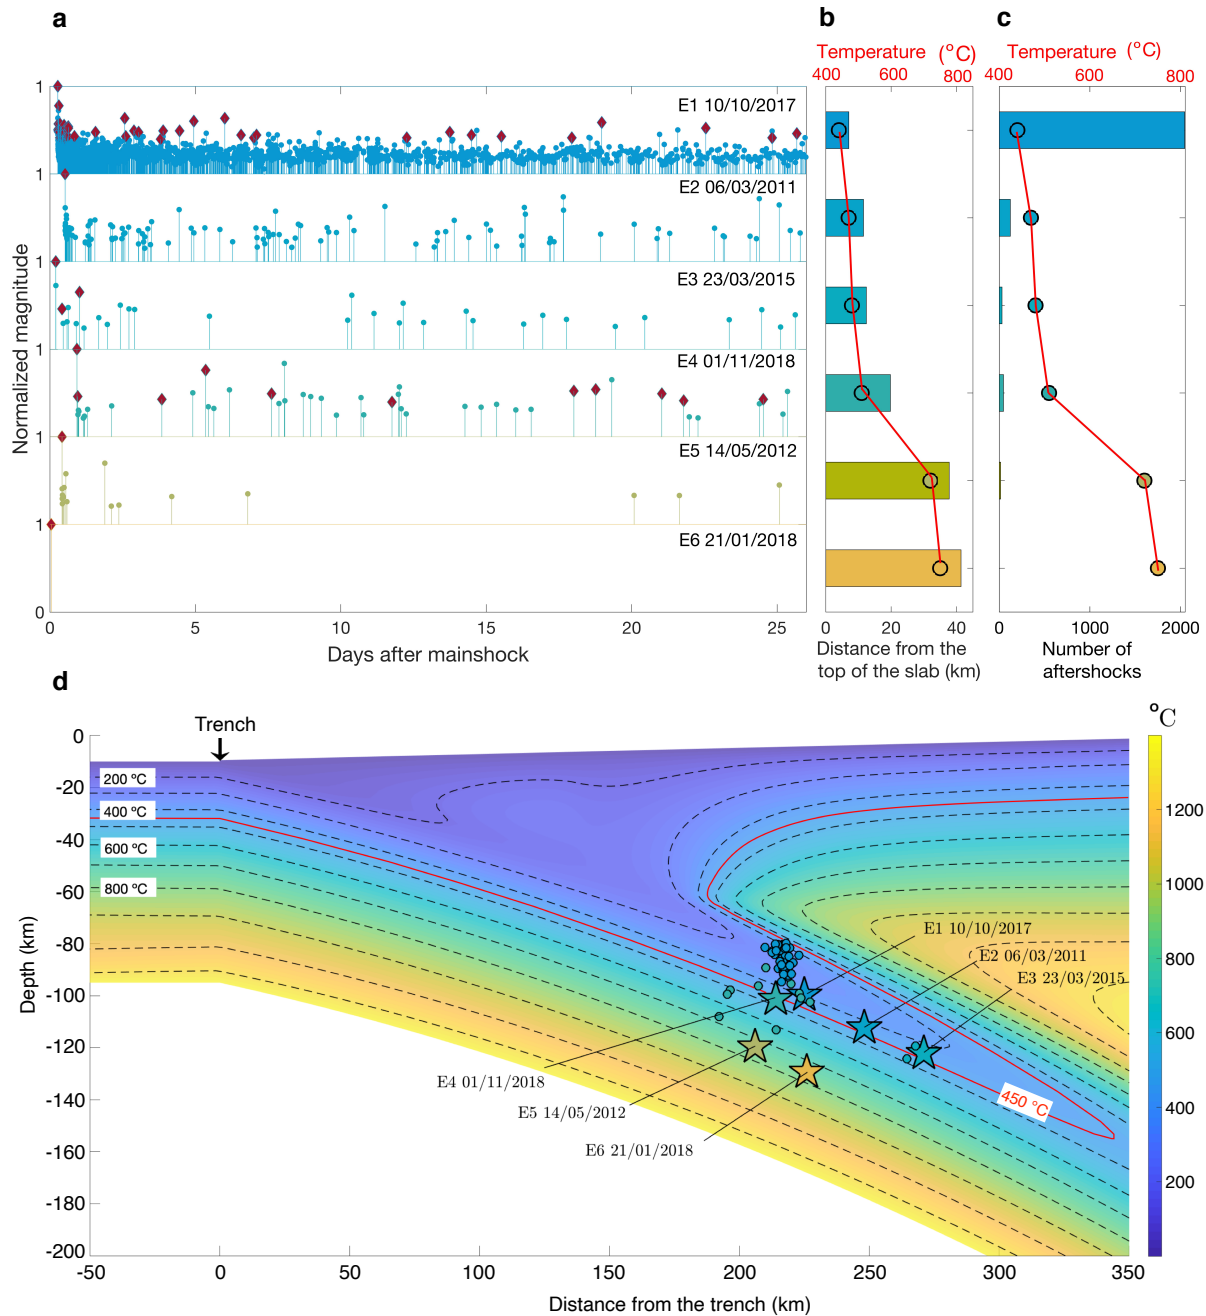 a
b
c
Temperature (°C)
400 600 800
Temperature (°C)
400 600 800
1
E1 10/10/2017
1
E2 06/03/2011
1
E3 23/03/2015
1
E4 01/11/2018
1
E5 14/05/2012
1
E6 21/01/2018
0
Normalized magnitude
0 5 10 15 20 25
Days after mainshock
0 20 40
Distance from the
top of the slab (km)
0 1000 2000
Number of
aftershocks
d
Trench
°C
0
-20
-40
-60
-80
-100
-120
-140
-160
-180
-200
Depth (km)
200 ºC
400 ºC
600 ºC
800 ºC
E1 10/10/2017
E2 06/03/2011
E3 23/03/2015
E4 01/11/2018
E5 14/05/2012
E6 21/01/2018
450 °C
1200
1000
800
600
400
200
0
-50 0 50 100 150 200 250 300 350
Distance from the trench (km)